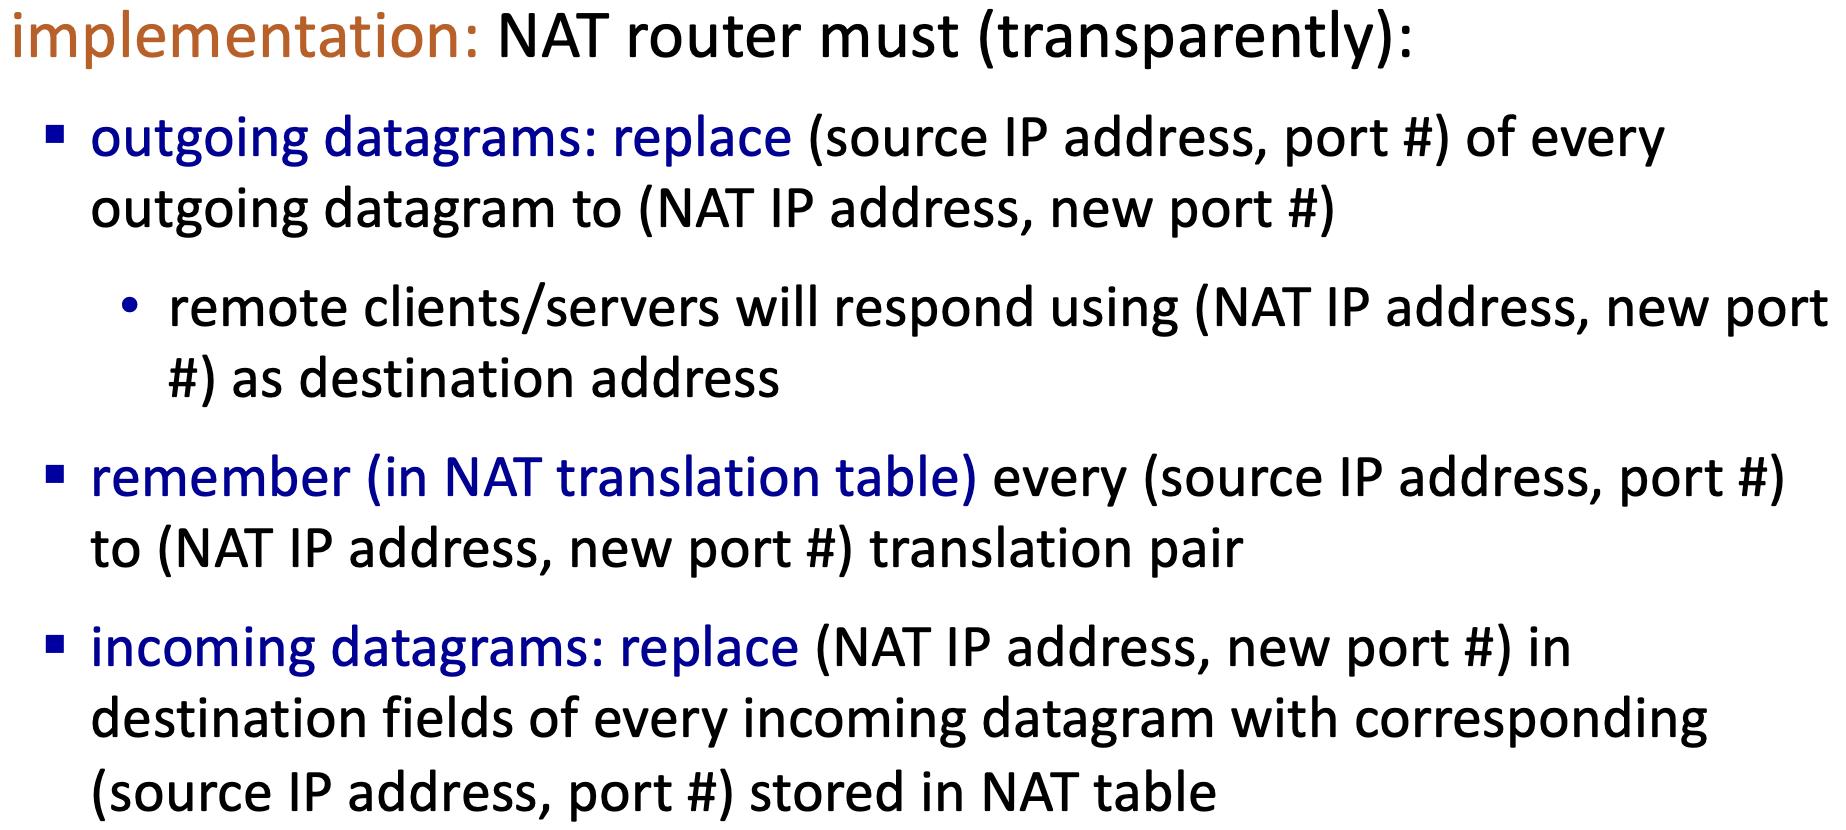 implementation: NAT router must (transparently):
▪ outgoing datagrams: replace (source IP address, port #) of every
outgoing datagram to (NAT IP address, new port #)
• remote clients/servers will respond using (NAT IP address, new port
#) as destination address
▪ remember (in NAT translation table) every (source IP address, port #)
to (NAT IP address, new port #) translation pair
▪ incoming datagrams: replace (NAT IP address, new port #) in
destination fields of every incoming datagram with corresponding
(source IP address, port #) stored in NAT table